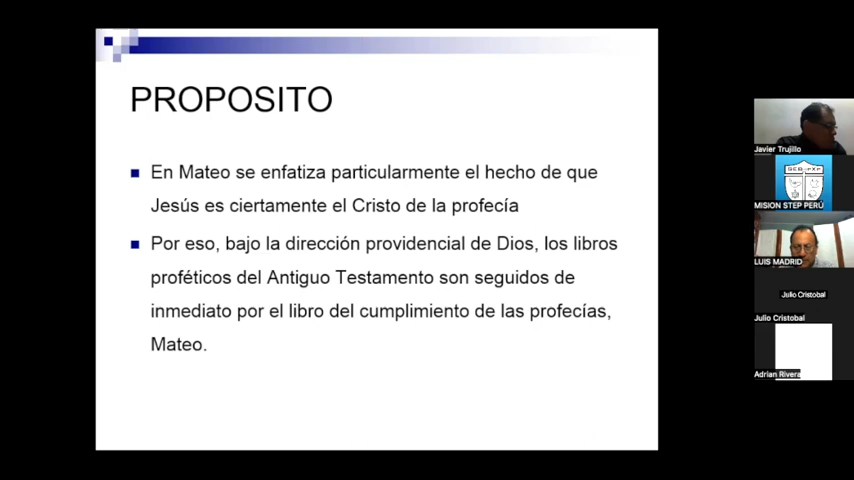 PROPOSITO
En Mateo se enfatiza particularmente el hecho de que
Jesús es ciertamente el Cristo de la profecía
Por eso, bajo la dirección providencial de Dios, los libros
proféticos del Antiguo Testamento son seguidos de
inmediato por el libro del cumplimiento de las profecías,
Mateo.
Javier Trujillo
MISION STEP PERÚ
LUIS MADRID
Julio Cristobal
Julio Cristobal
Adrian Rivera